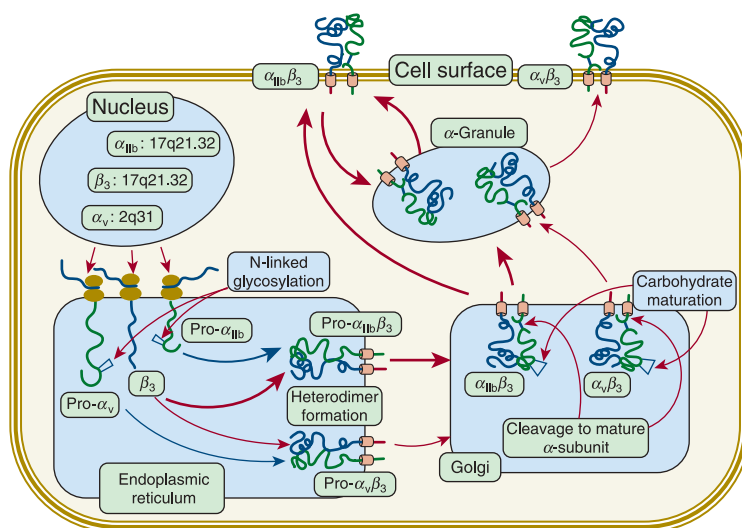 αIIbβ3
Cell surface
αvβ3
Nucleus
αIIb: 17q21.32
β3: 17q21.32
αv: 2q31
α-Granule
N-linked
glycosylation
Carbohydrate
maturation
Pro-αIIb
Pro-αIIbβ3
Pro-αv
β3
Heterodimer
formation
αIIbβ3
αvβ3
Cleavage to mature
α-subunit
Endoplasmic
reticulum
Pro-αvβ3
Golgi